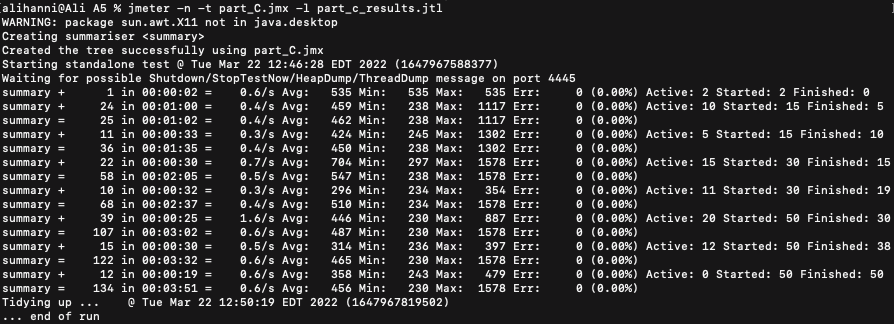 [alihanni@Ali A5 % jmeter -n -t part_C.jmx -l part_c_results.jtl ]
WARNING: package sun.awt.X11 not in java.desktop
Creating summariser <summary>
Created the tree successfully using part_C.jmx
Starting standalone test @ Tue Mar 22 12:46:28 EDT 2022 (1647967588377)
Waiting for possible Shutdown/StopTestNow/HeapDump/ThreadDump message on port 4445
summary +      1 in 00:00:02 =    0.6/s Avg:   535 Min:   535 Max:   535 Err:     0 (0.00%) Active: 2 Started: 2 Finished: 0
summary +     24 in 00:01:00 =    0.4/s Avg:   459 Min:   238 Max:  1117 Err:     0 (0.00%) Active: 10 Started: 15 Finished: 5
summary =     25 in 00:01:02 =    0.4/s Avg:   462 Min:   238 Max:  1117 Err:     0 (0.00%)
summary +     11 in 00:00:33 =    0.3/s Avg:   424 Min:   245 Max:  1302 Err:     0 (0.00%) Active: 5 Started: 15 Finished: 10
summary =     36 in 00:01:35 =    0.4/s Avg:   450 Min:   238 Max:  1302 Err:     0 (0.00%)
summary +     22 in 00:00:30 =    0.7/s Avg:   704 Min:   297 Max:  1578 Err:     0 (0.00%) Active: 15 Started: 30 Finished: 15
summary =     58 in 00:02:05 =    0.5/s Avg:   547 Min:   238 Max:  1578 Err:     0 (0.00%)
summary +     10 in 00:00:32 =    0.3/s Avg:   296 Min:   234 Max:   354 Err:     0 (0.00%) Active: 11 Started: 30 Finished: 19
summary =     68 in 00:02:37 =    0.4/s Avg:   510 Min:   234 Max:  1578 Err:     0 (0.00%)
summary +     39 in 00:00:25 =    1.6/s Avg:   446 Min:   230 Max:   887 Err:     0 (0.00%) Active: 20 Started: 50 Finished: 30
summary =    107 in 00:03:02 =    0.6/s Avg:   487 Min:   230 Max:  1578 Err:     0 (0.00%)
summary +     15 in 00:00:30 =    0.5/s Avg:   314 Min:   236 Max:   397 Err:     0 (0.00%) Active: 12 Started: 50 Finished: 38
summary =    122 in 00:03:32 =    0.6/s Avg:   465 Min:   230 Max:  1578 Err:     0 (0.00%)
summary +     12 in 00:00:19 =    0.6/s Avg:   358 Min:   243 Max:   479 Err:     0 (0.00%) Active: 0 Started: 50 Finished: 50
summary =    134 in 00:03:51 =    0.6/s Avg:   456 Min:   230 Max:  1578 Err:     0 (0.00%)
Tidying up ...    @ Tue Mar 22 12:50:19 EDT 2022 (1647967819502)
... end of run